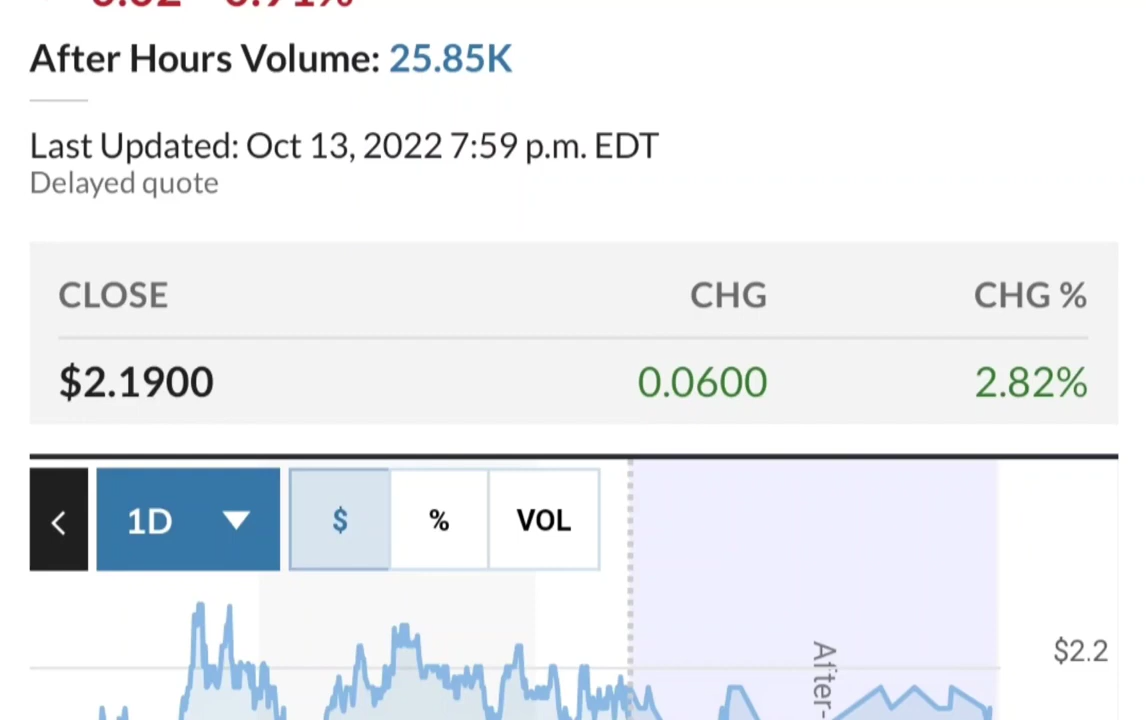 After Hours Volume: 25.85K
Last Updated: Oct 13, 2022 7:59 p.m. EDT
Delayed quote
CLOSE CHG CHG %
$2.1900 0.0600 2.82%
1D $ % VOL
$2.2
After-